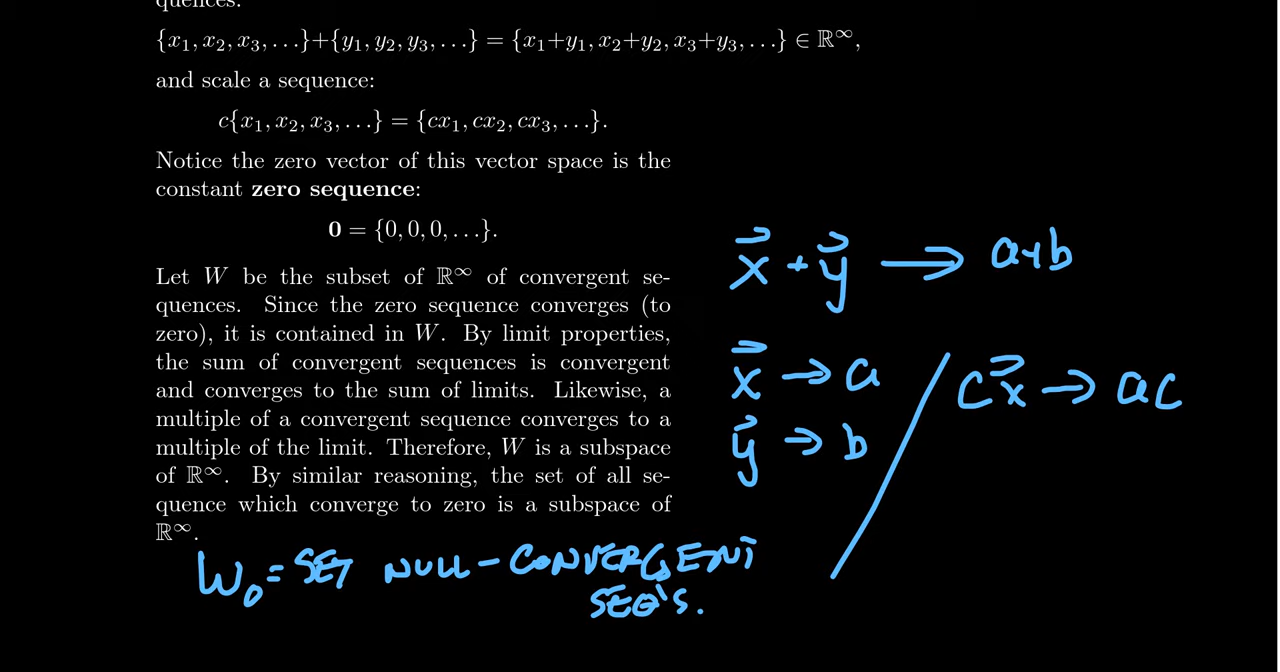 quences.
{x₁, x₂, x₃, …}+{y₁, y₂, y₃, …} = {x₁+y₁, x₂+y₂, x₃+y₃, …} ∈ ℝ^∞,
and scale a sequence:
c{x₁, x₂, x₃, …} = {cx₁, cx₂, cx₃, …}.
Notice the zero vector of this vector space is the
constant zero sequence:
0 = {0, 0, 0, …}.
Let W be the subset of ℝ^∞ of convergent se-
quences. Since the zero sequence converges (to
zero), it is contained in W. By limit properties,
the sum of convergent sequences is convergent
and converges to the sum of limits. Likewise, a
multiple of a convergent sequence converges to a
multiple of the limit. Therefore, W is a subspace
of ℝ^∞. By similar reasoning, the set of all se-
quence which converge to zero is a subspace of
ℝ^∞.
W₀ = SET NULL-CONVERGENT
SEQ'S.
x⃗ + y⃗ ⟶ a+b
x⃗ → a
y⃗ → b
cx⃗ → ac